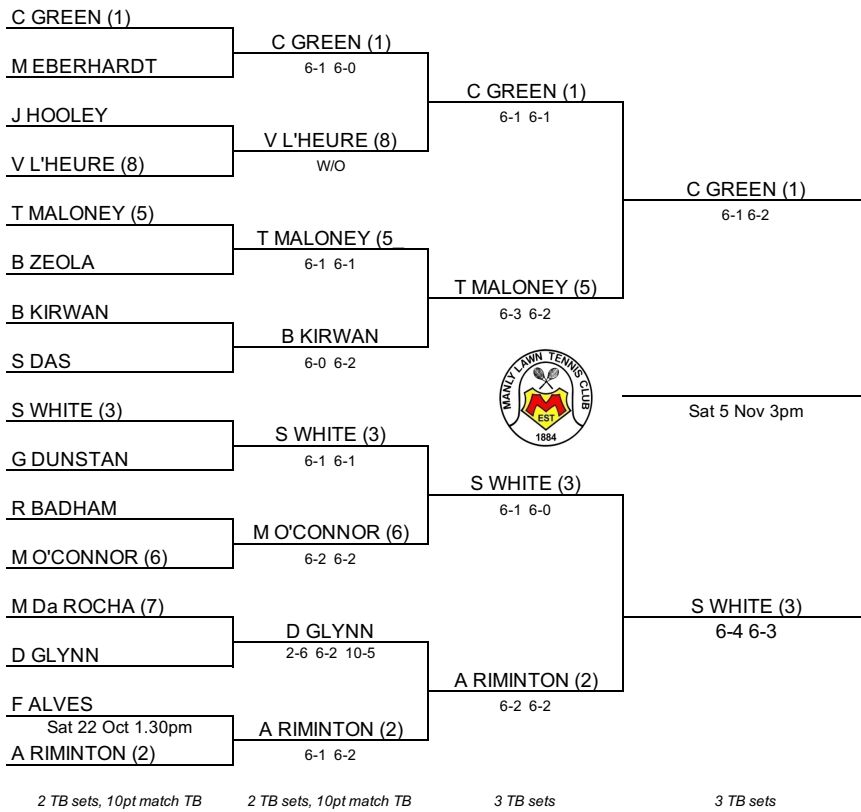 C GREEN (1)
M EBERHARDT
J HOOLEY
V L'HEURE (8)
T MALONEY (5)
B ZEOLA
B KIRWAN
S DAS
S WHITE (3)
G DUNSTAN
R BADHAM
M O'CONNOR (6)
M Da ROCHA (7)
D GLYNN
F ALVES
Sat 22 Oct 1.30pm
A RIMINTON (2)
2 TB sets, 10pt match TB
C GREEN (1)
6-1 6-0
V L'HEURE (8)
W/O
T MALONEY (5_
6-1 6-1
B KIRWAN
6-0 6-2
S WHITE (3)
6-1 6-1
M O'CONNOR (6)
6-2 6-2
D GLYNN
2-6 6-2 10-5
A RIMINTON (2)
6-1 6-2
2 TB sets, 10pt match TB
C GREEN (1)
6-1 6-1
T MALONEY (5)
6-3 6-2
MANLY LAWN TENNIS CLUB
M
EST
1884
S WHITE (3)
6-1 6-0
A RIMINTON (2)
6-2 6-2
3 TB sets
C GREEN (1)
6-1 6-2
Sat 5 Nov 3pm
S WHITE (3)
6-4 6-3
3 TB sets